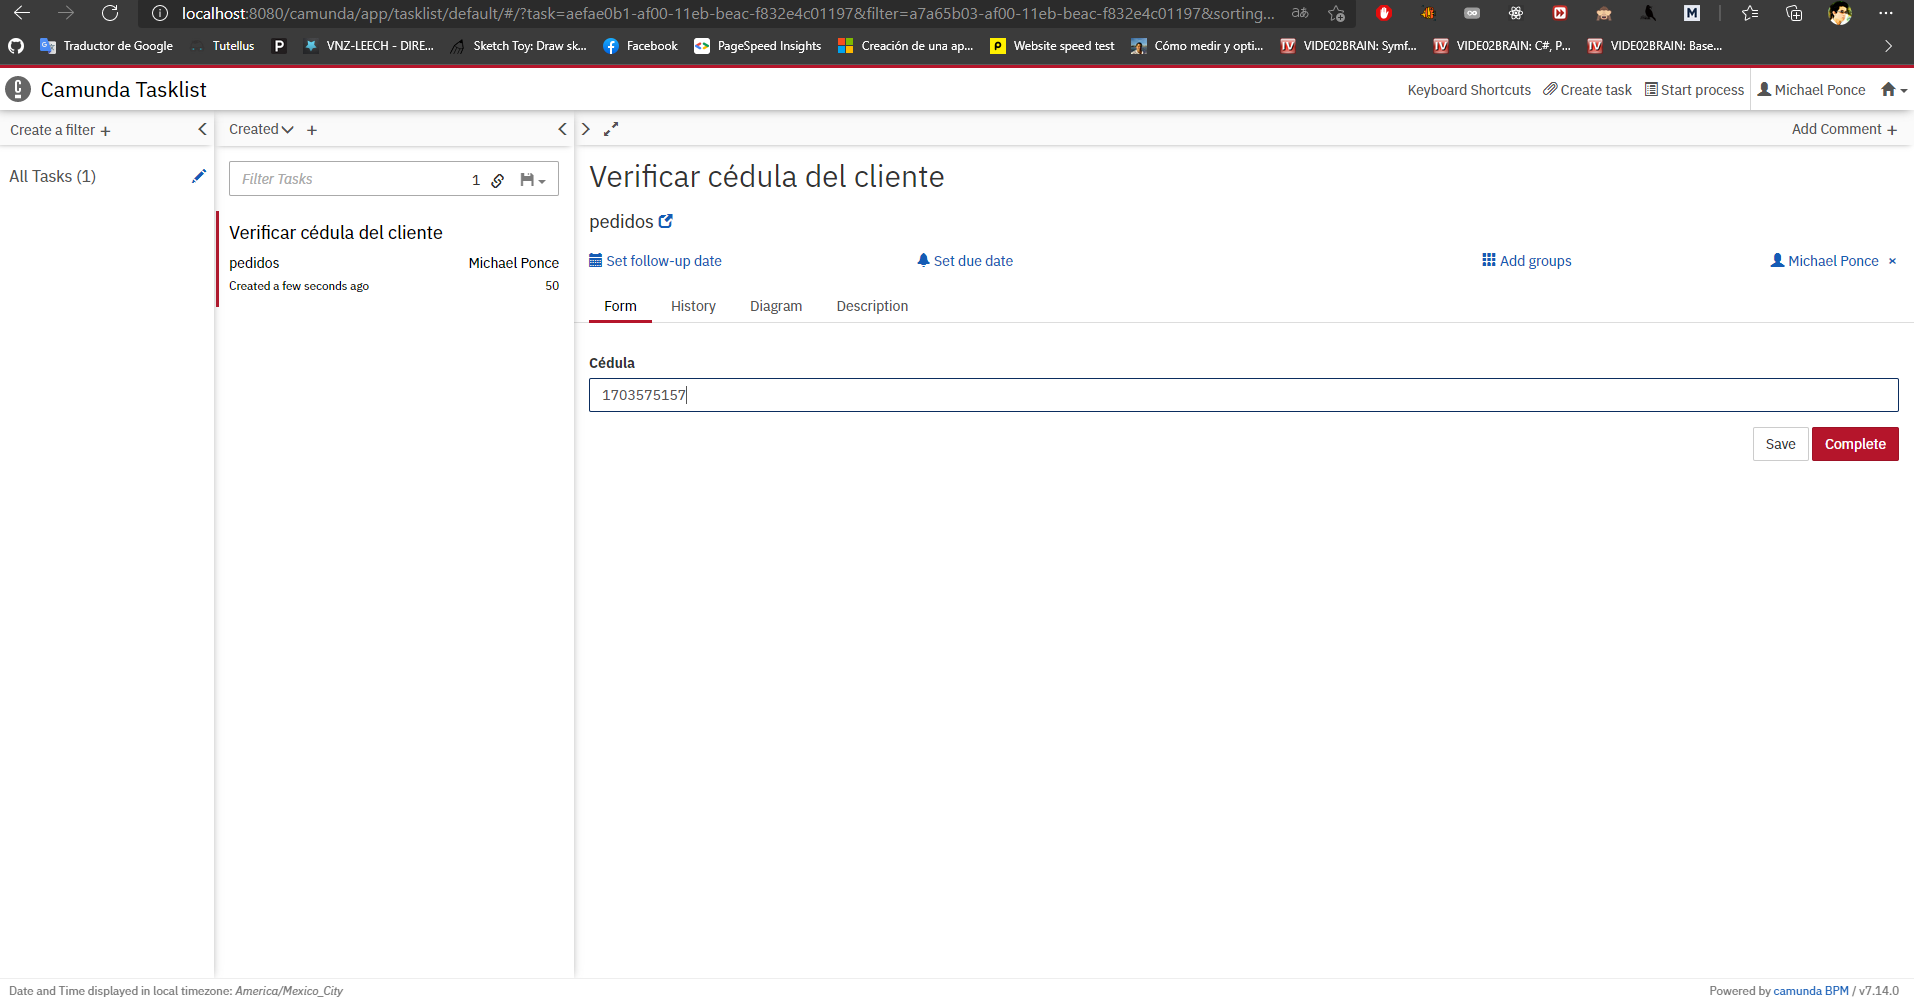 localhost:8080/camunda/app/tasklist/default/#/?task=aefae0b1-af00-11eb-beac-f832e4c01197&filter=a7a65b03-af00-11eb-beac-f832e4c01197&sorting...
Traductor de Google Tutellus VNZ-LEECH - DIRE... Sketch Toy: Draw sk... Facebook PageSpeed Insights Creación de una ap... Website speed test Cómo medir y opti... VIDE02BRAIN: Symf... VIDE02BRAIN: C#, P... VIDE02BRAIN: Base...
Camunda Tasklist
Keyboard Shortcuts Create task Start process Michael Ponce
Create a filter +
Created +
Add Comment +
All Tasks (1)
Filter Tasks 1
Verificar cédula del cliente
pedidos Michael Ponce
Created a few seconds ago 50
Verificar cédula del cliente
pedidos
Set follow-up date Set due date Add groups Michael Ponce ×
Form History Diagram Description
Cédula
1703575157
Save Complete
Date and Time displayed in local timezone: America/Mexico_City
Powered by camunda BPM / v7.14.0